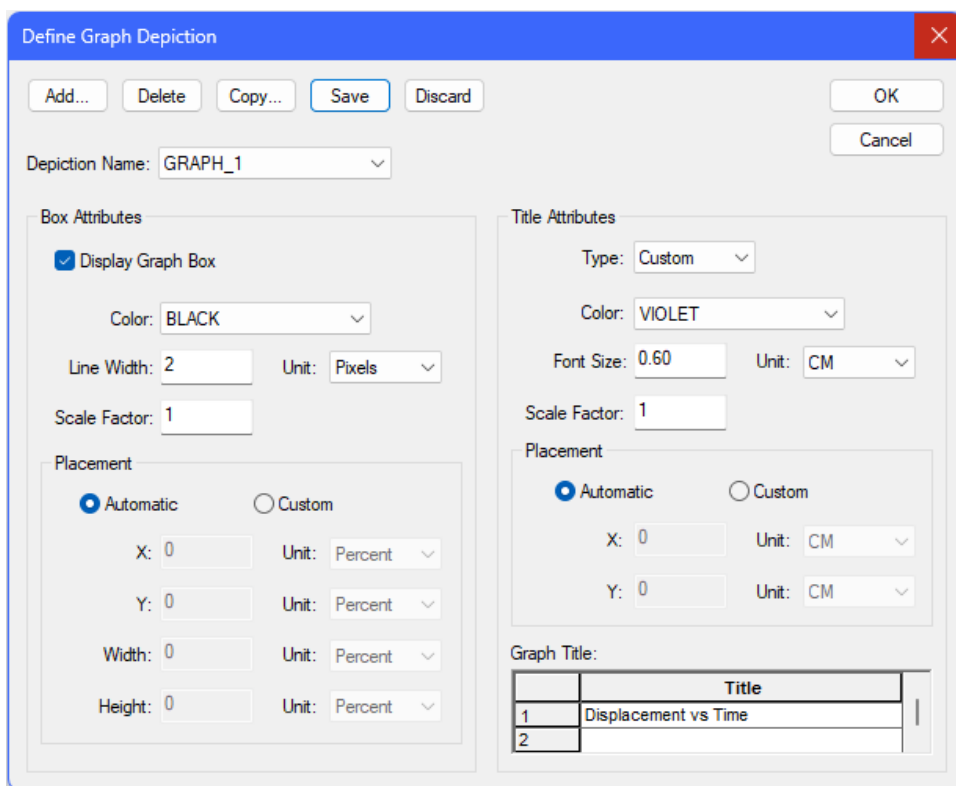 Define Graph Depiction
Add... Delete Copy... Save Discard OK
Cancel
Depiction Name: GRAPH_1
Box Attributes
Display Graph Box
Color: BLACK
Line Width: 2 Unit: Pixels
Scale Factor: 1
Placement
Automatic Custom
X: 0 Unit: Percent
Y: 0 Unit: Percent
Width: 0 Unit: Percent
Height: 0 Unit: Percent
Title Attributes
Type: Custom
Color: VIOLET
Font Size: 0.60 Unit: CM
Scale Factor: 1
Placement
Automatic Custom
X: 0 Unit: CM
Y: 0 Unit: CM
Graph Title:
Title
1 Displacement vs Time
2